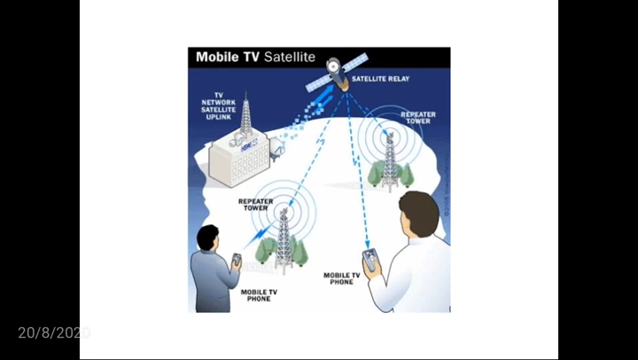 Mobile TV Satellite
SATELLITE RELAY
TV
NETWORK
SATELLITE
UPLINK
REPEATER
TOWER
REPEATER
TOWER
MOBILE TV
PHONE
MOBILE TV
PHONE
20/8/2020